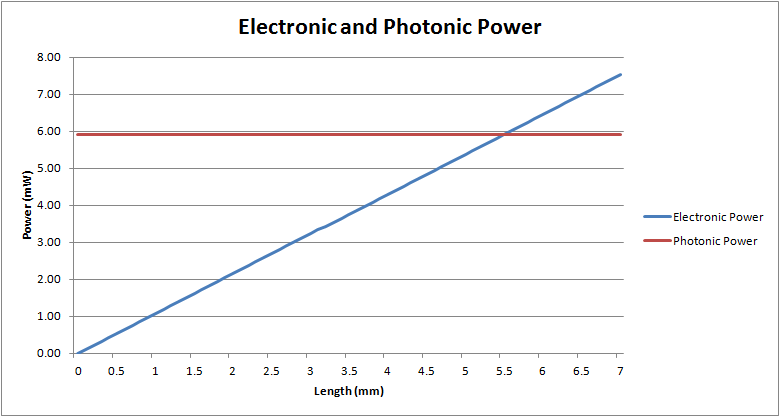 Electronic and Photonic Power
8.00
7.00
6.00
5.00
4.00
3.00
2.00
1.00
0.00
Power (mW)
0 0.5 1 1.5 2 2.5 3 3.5 4 4.5 5 5.5 6 6.5 7
Length (mm)
Electronic Power
Photonic Power